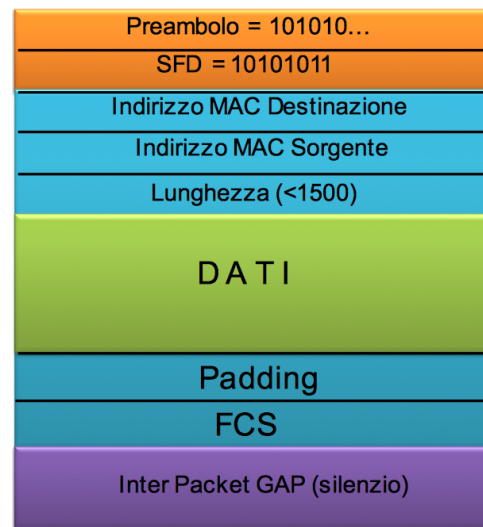 Preambolo = 101010…
SFD = 10101011
Indirizzo MAC Destinazione
Indirizzo MAC Sorgente
Lunghezza (<1500)
D A T I
Padding
FCS
Inter Packet GAP (silenzio)